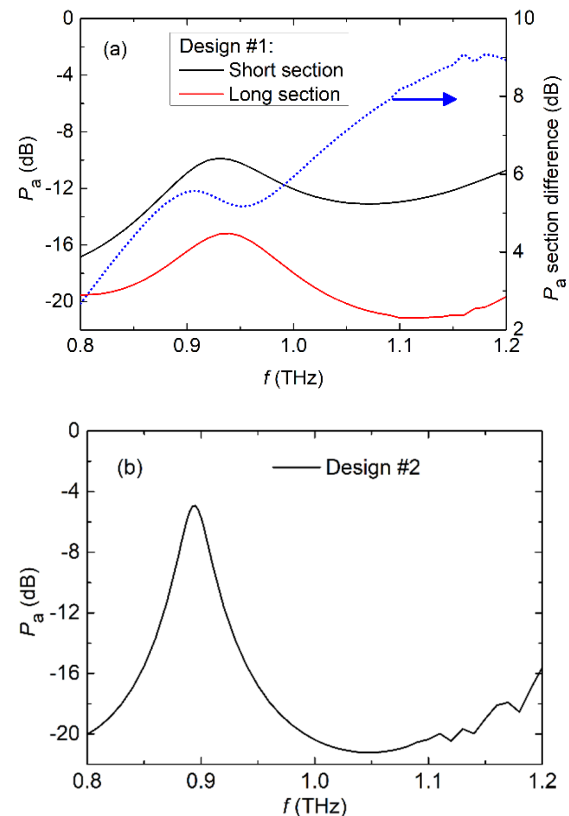 (a)
Design #1:
Short section
Long section
0
-4
-8
-12
-16
-20
Pa (dB)
10
8
6
4
2
Pa section difference (dB)
0.8 0.9 1.0 1.1 1.2
f (THz)
(b)
Design #2
0
-4
-8
-12
-16
-20
Pa (dB)
0.8 0.9 1.0 1.1 1.2
f (THz)